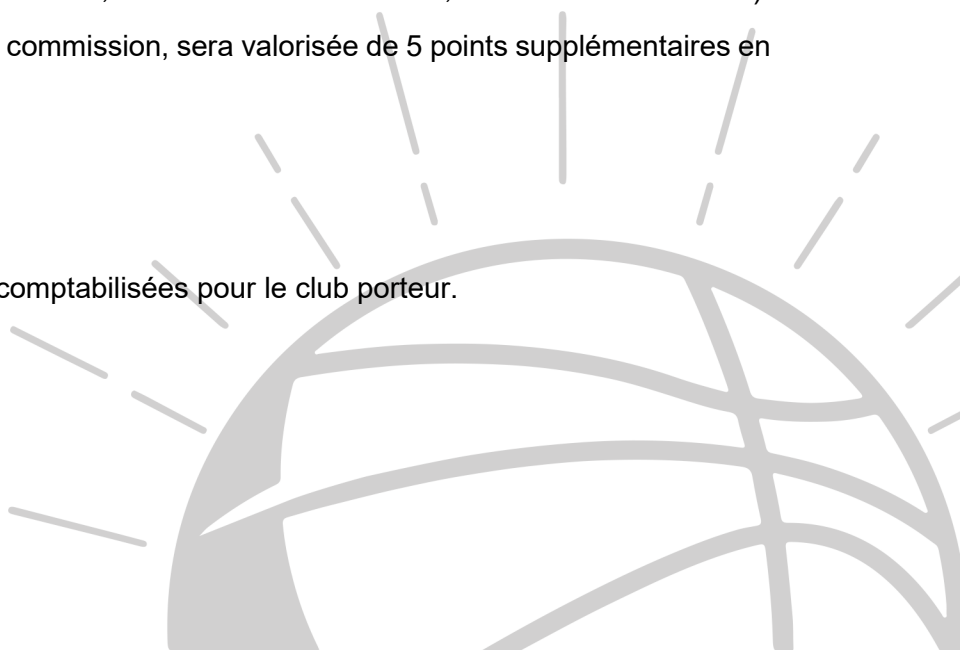 commission, sera valorisée de 5 points supplémentaires en
comptabilisées pour le club porteur.